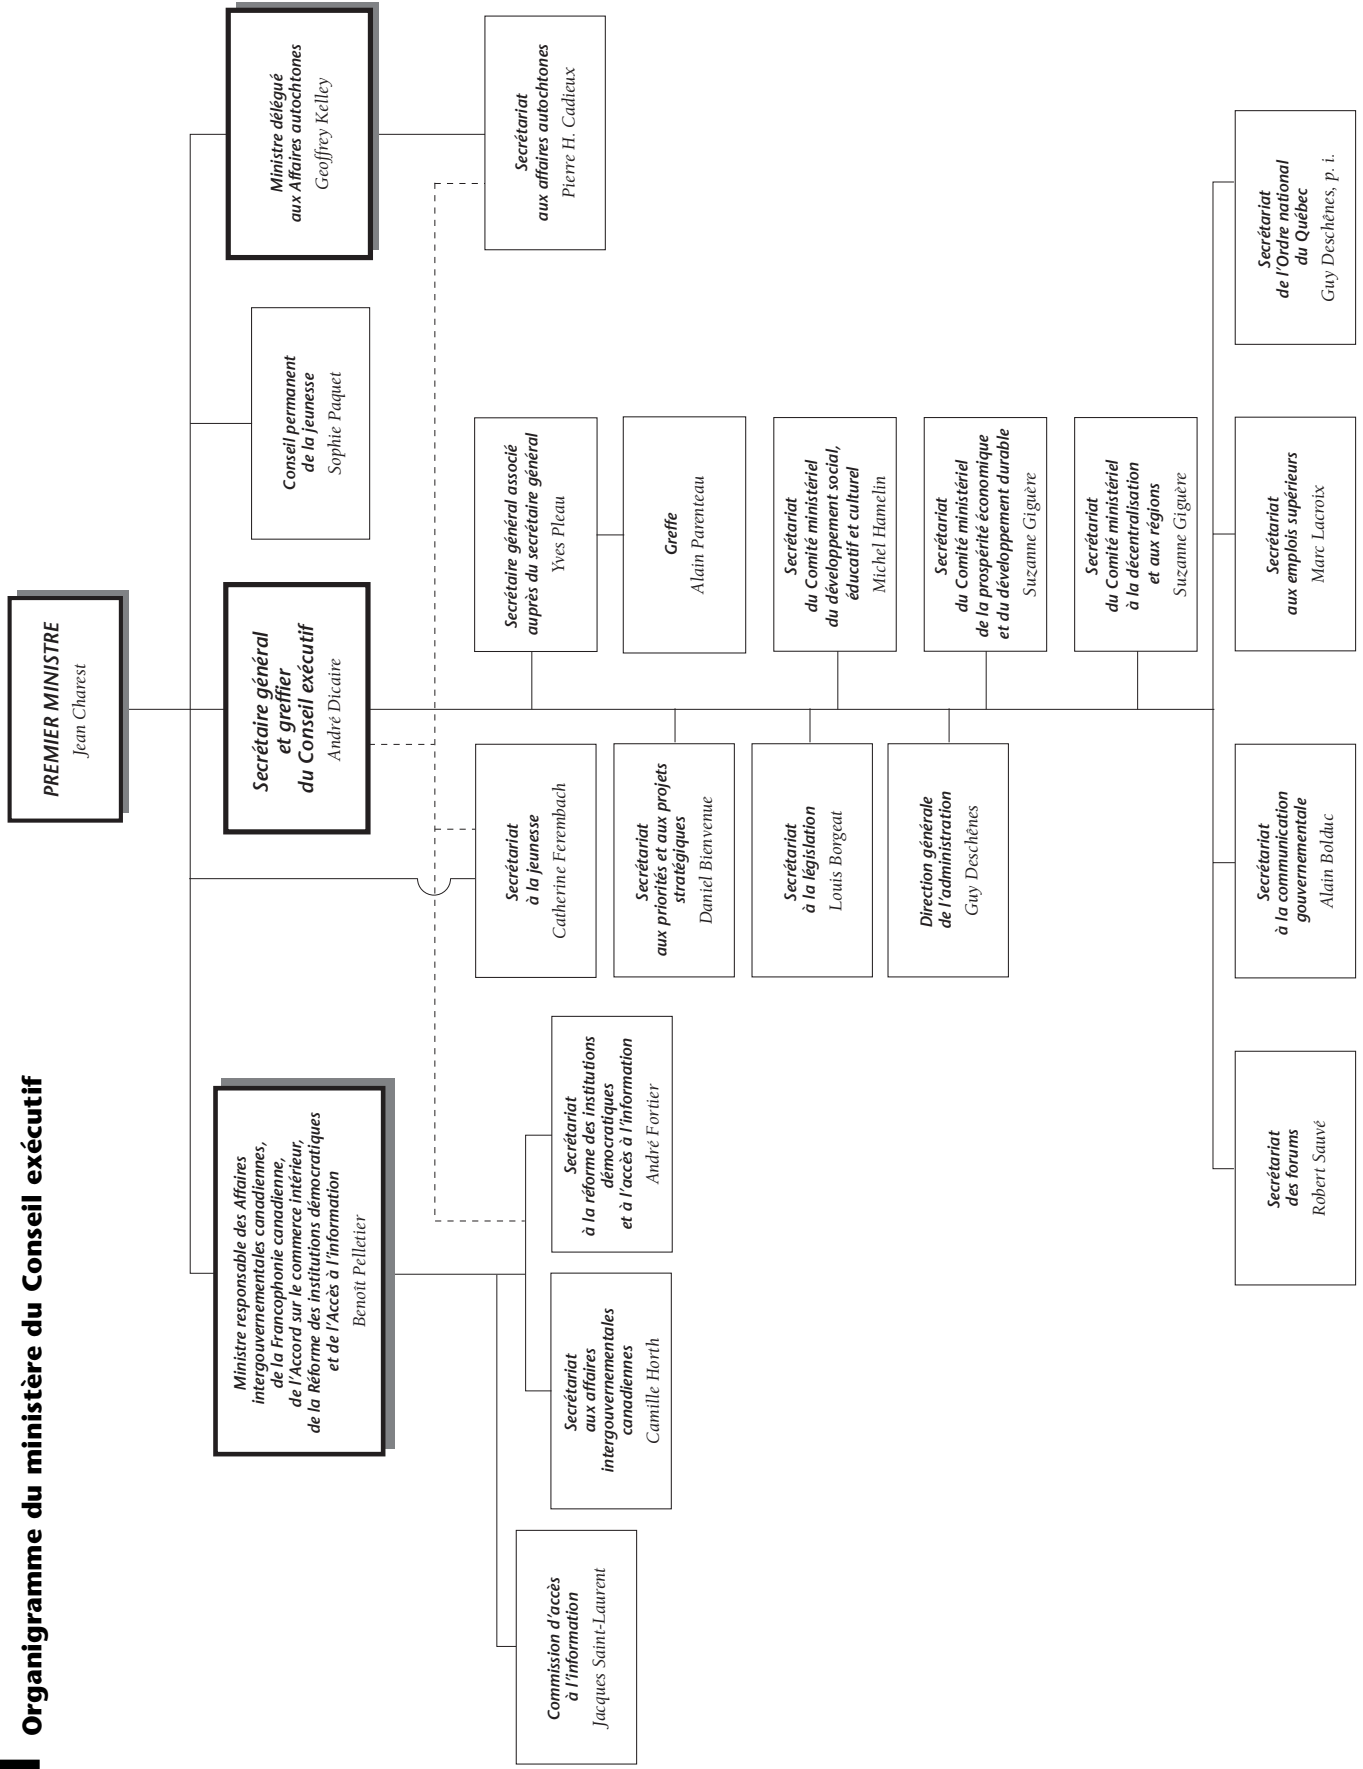 Organigramme du ministère du Conseil exécutif
PREMIER MINISTRE
Jean Charest
Ministre responsable des Affaires
intergouvernementales canadiennes,
de la Francophonie canadienne,
de l'Accord sur le commerce intérieur,
de la Réforme des institutions démocratiques
et de l'Accès à l'information
Benoît Pelletier
Secrétaire général
et greffier
du Conseil exécutif
André Dicaire
Conseil permanent
de la jeunesse
Sophie Paquet
Ministre délégué
aux Affaires autochtones
Geoffrey Kelley
Commission d'accès
à l'information
Jacques Saint-Laurent
Secrétariat
aux affaires
intergouvernementales
canadiennes
Camille Horth
Secrétariat
à la réforme des institutions
démocratiques
et à l'accès à l'information
André Fortier
Secrétariat
à la jeunesse
Catherine Ferembach
Secrétaire général associé
auprès du secrétaire général
Yves Pleau
Secrétariat
aux affaires autochtones
Pierre H. Cadieux
Secrétariat
aux priorités et aux projets
stratégiques
Daniel Bienvenue
Greffe
Alain Parenteau
Secrétariat
à la législation
Louis Borgeat
Secrétariat
du Comité ministériel
du développement social,
éducatif et culturel
Michel Hamelin
Direction générale
de l'administration
Guy Deschênes
Secrétariat
du Comité ministériel
de la prospérité économique
et du développement durable
Suzanne Giguère
Secrétariat
du Comité ministériel
à la décentralisation
et aux régions
Suzanne Giguère
Secrétariat
des forums
Robert Sauvé
Secrétariat
à la communication
gouvernementale
Alain Bolduc
Secrétariat
aux emplois supérieurs
Marc Lacroix
Secrétariat
de l'Ordre national
du Québec
Guy Deschênes, p. i.